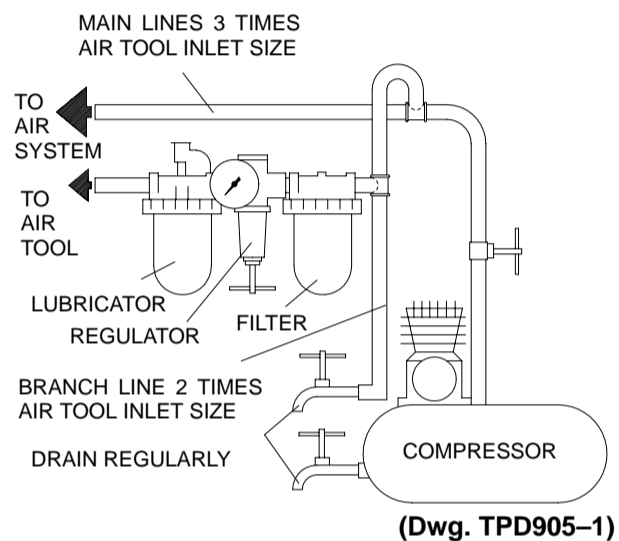 MAIN LINES 3 TIMES
AIR TOOL INLET SIZE
TO
AIR
SYSTEM
TO
AIR
TOOL
LUBRICATOR
REGULATOR
FILTER
BRANCH LINE 2 TIMES
AIR TOOL INLET SIZE
DRAIN REGULARLY
COMPRESSOR
(Dwg. TPD905–1)